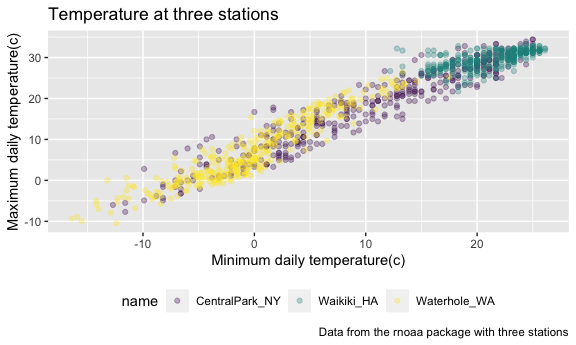 Temperature at three stations
Maximum daily temperature(c)
30
20
10
0
-10
-10 0 10 20
Minimum daily temperature(c)
name CentralPark_NY Waikiki_HA Waterhole_WA
Data from the rnoaa package with three stations